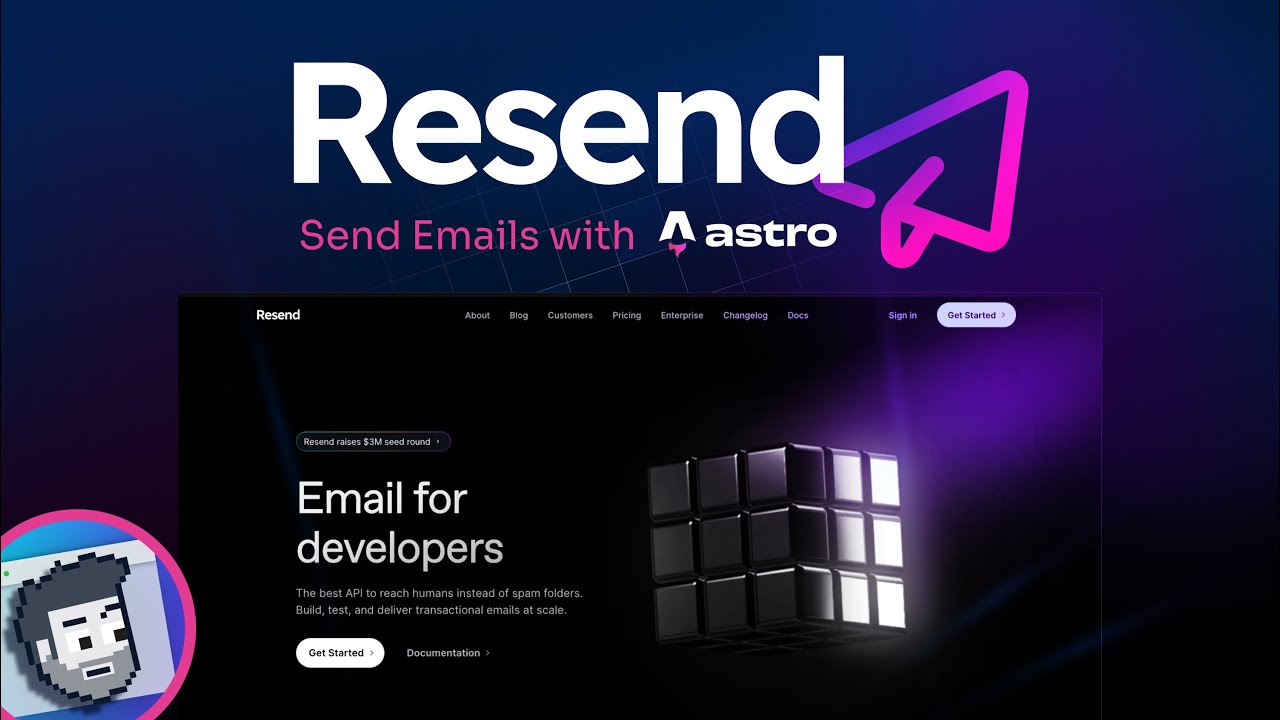 Resend
Send Emails with astro
Resend About Blog Customers Pricing Enterprise Changelog Docs Sign in Get Started
Resend raises $3M seed round
Email for
developers
The best API to reach humans instead of spam folders.
Build, test, and deliver transactional emails at scale.
Get Started Documentation